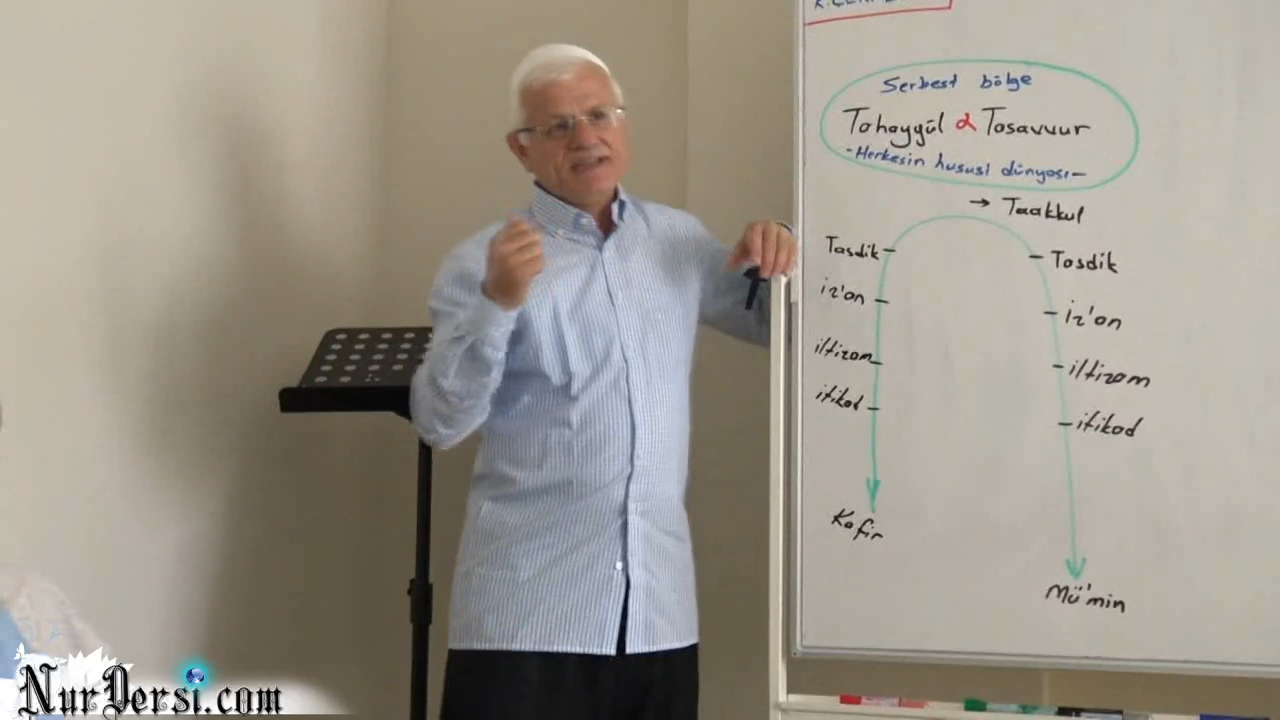 Serbest bölge
Tahayyül & Tasavvur
- Herkesin hususi dünyası -
→ Taakkul
Tasdik
Tasdik
iz'an
iz'an
iltizam
iltizam
itikad
itikad
Kafir
Mü'min
NurDersi.com